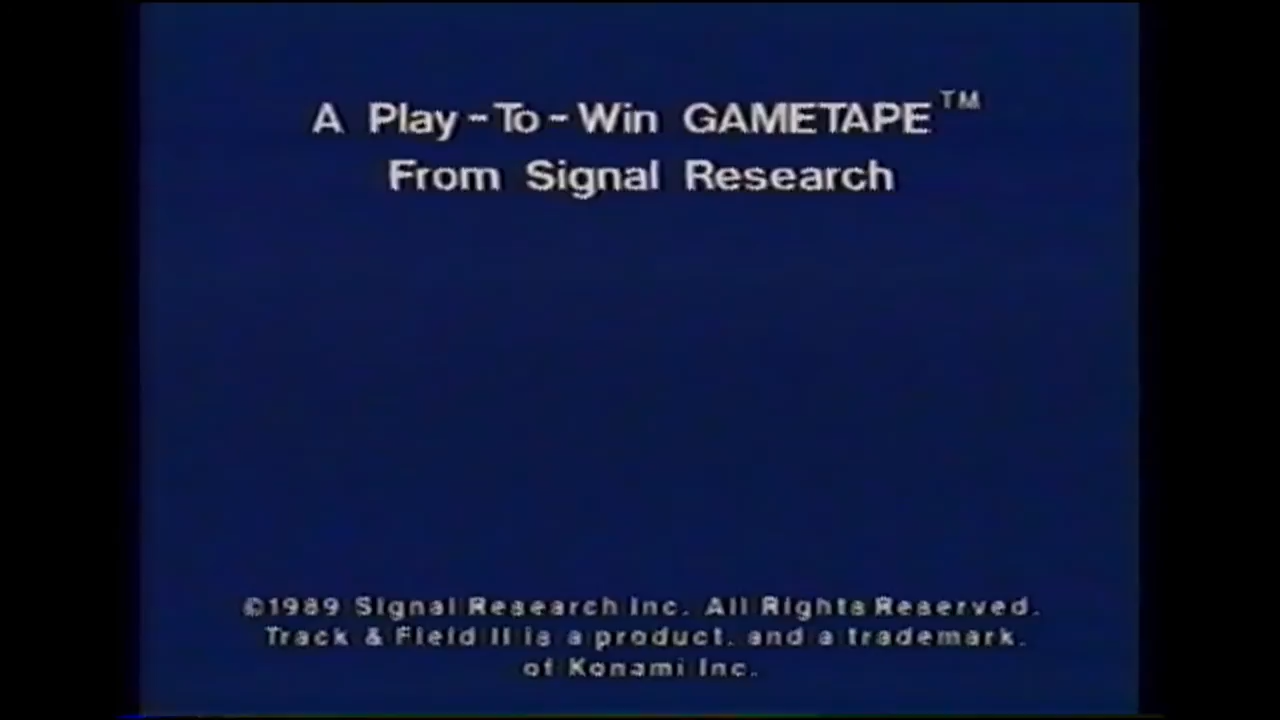 A Play-To-Win GAMETAPE™
From Signal Research
©1989 Signal Research Inc. All Rights Reserved.
Track & Field II is a product, and a trademark,
of Konami Inc.